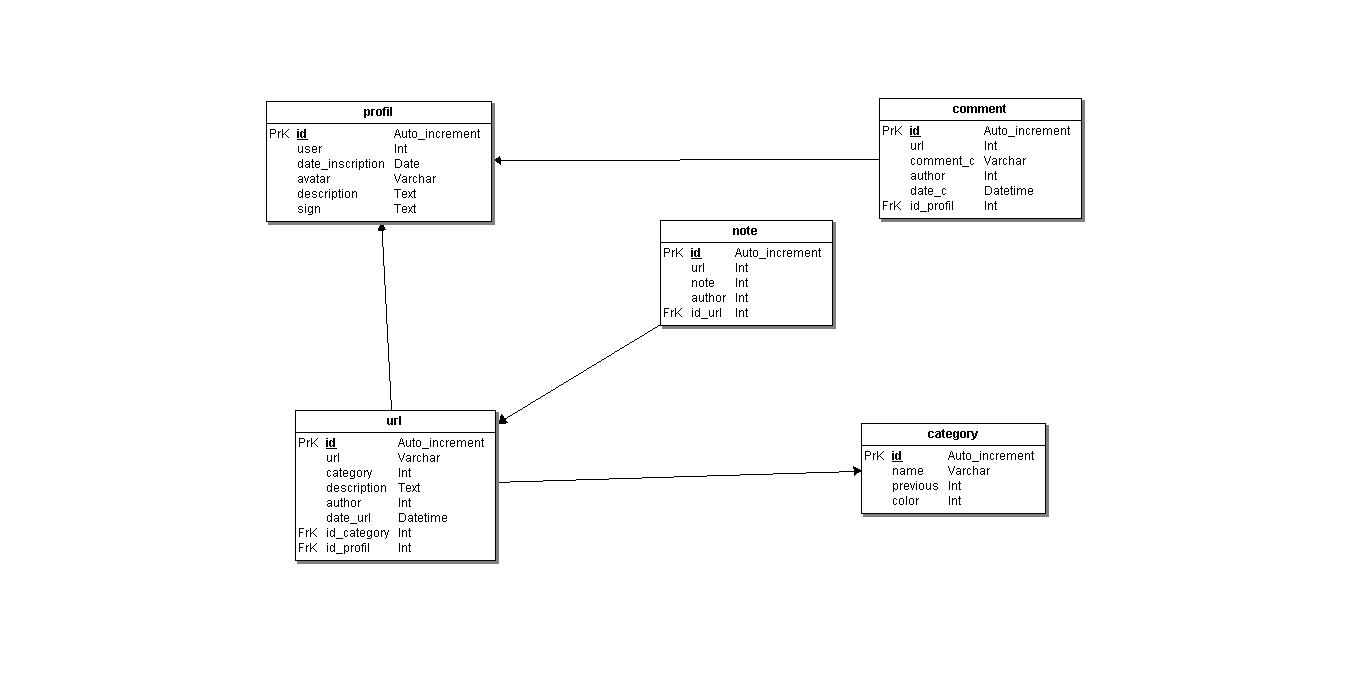 profil
PrK id Auto_increment
user Int
date_inscription Date
avatar Varchar
description Text
sign Text
comment
PrK id Auto_increment
url Int
comment_c Varchar
author Int
date_c Datetime
FrK id_profil Int
note
PrK id Auto_increment
url Int
note Int
author Int
FrK id_url Int
url
PrK id Auto_increment
url Varchar
category Int
description Text
author Int
date_url Datetime
FrK id_category Int
FrK id_profil Int
category
PrK id Auto_increment
name Varchar
previous Int
color Int